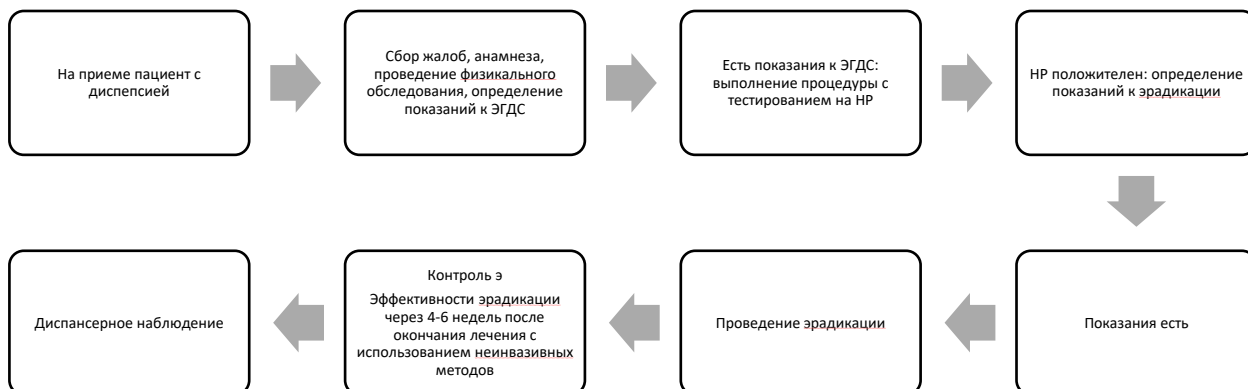 На приеме пациент с
диспепсией
Сбор жалоб, анамнеза,
проведение физикального
обследования, определение
показаний к ЭГДС
Есть показания к ЭГДС:
выполнение процедуры с
тестированием на НР
НР положителен: определение
показаний к эрадикации
Показания есть
Проведение эрадикации
Контроль э
Эффективности эрадикации
через 4-6 недель после
окончания лечения с
использованием неинвазивных
методов
Диспансерное наблюдение